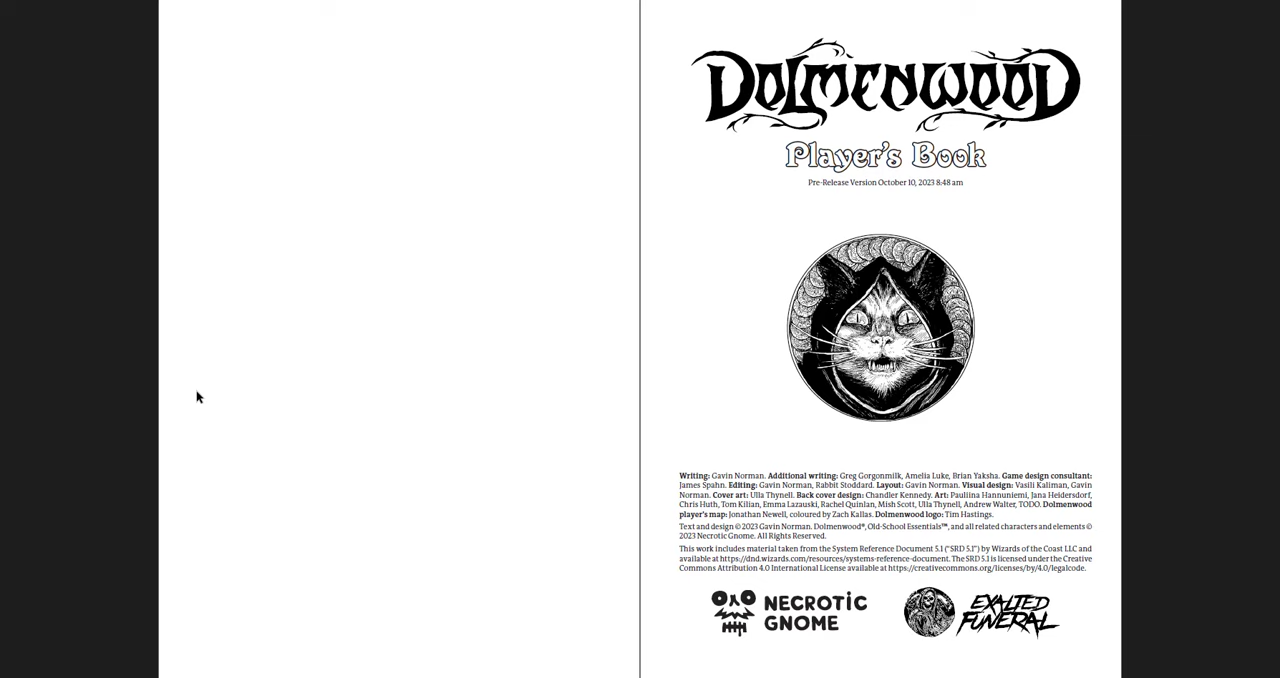 DOLMENWOOD
Player's Book
Pre-Release Version October 10, 2023 8:48 am
Writing: Gavin Norman. Additional writing: Greg Gorgonmilk, Amelia Luke, Brian Yaksha. Game design consultant:
James Spahn. Editing: Gavin Norman, Rabbit Stoddard. Layout: Gavin Norman. Visual design: Vasili Kaliman, Gavin
Norman. Cover art: Ulla Thynell. Back cover design: Chandler Kennedy. Art: Pauliina Hannuniemi, Jana Heidersdorf,
Chris Huth, Tom Kilian, Emma Lazauski, Rachel Quinlan, Mish Scott, Ulla Thynell, Andrew Walter, TODO. Dolmenwood
player's map: Jonathan Newell, coloured by Zach Kallas. Dolmenwood logo: Tim Hastings.
Text and design © 2023 Gavin Norman. Dolmenwood®, Old-School Essentials™, and all related characters and elements ©
2023 Necrotic Gnome. All Rights Reserved.
This work includes material taken from the System Reference Document 5.1 ("SRD 5.1") by Wizards of the Coast LLC and
available at https://dnd.wizards.com/resources/systems-reference-document. The SRD 5.1 is licensed under the Creative
Commons Attribution 4.0 International License available at https://creativecommons.org/licenses/by/4.0/legalcode.
NECROTIC
GNOME
EXALTED
FUNERAL